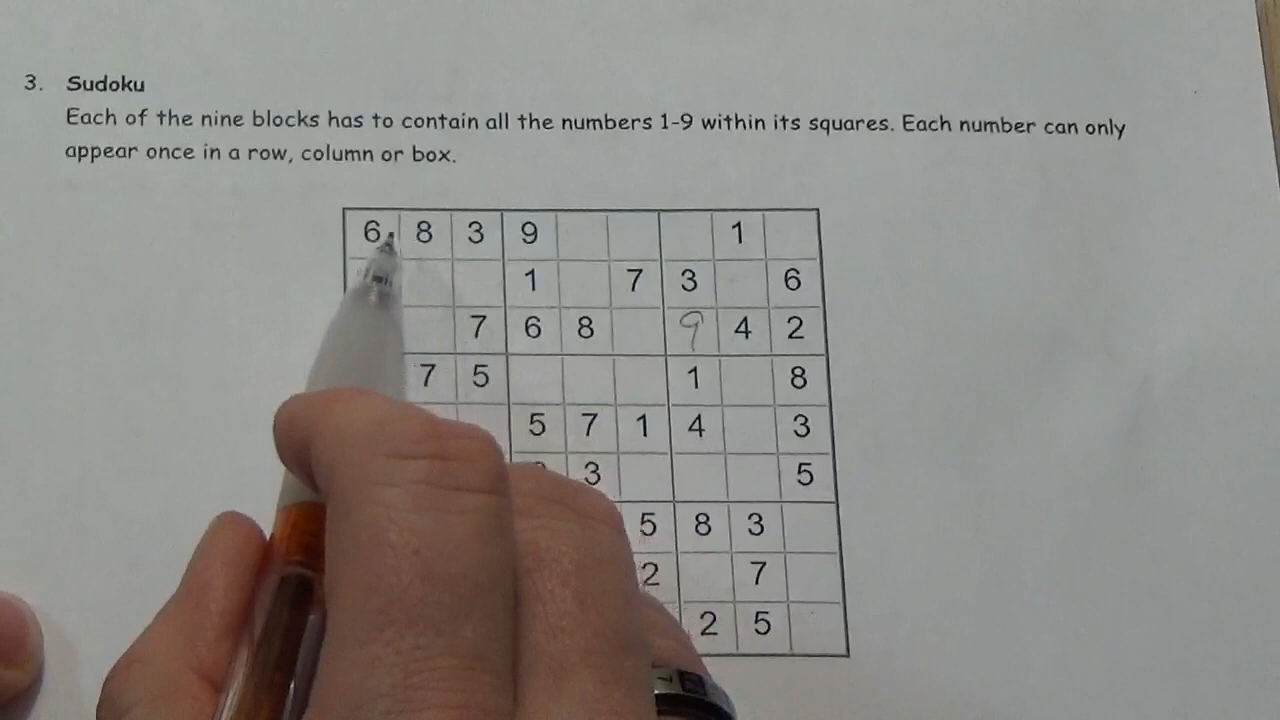 3. Sudoku
Each of the nine blocks has to contain all the numbers 1-9 within its squares. Each number can only
appear once in a row, column or box.
6 8 3 9 1
1 7 3 6
7 6 8 9 4 2
7 5 1 8
5 7 1 4 3
3 5
5 8 3
2 7
2 5